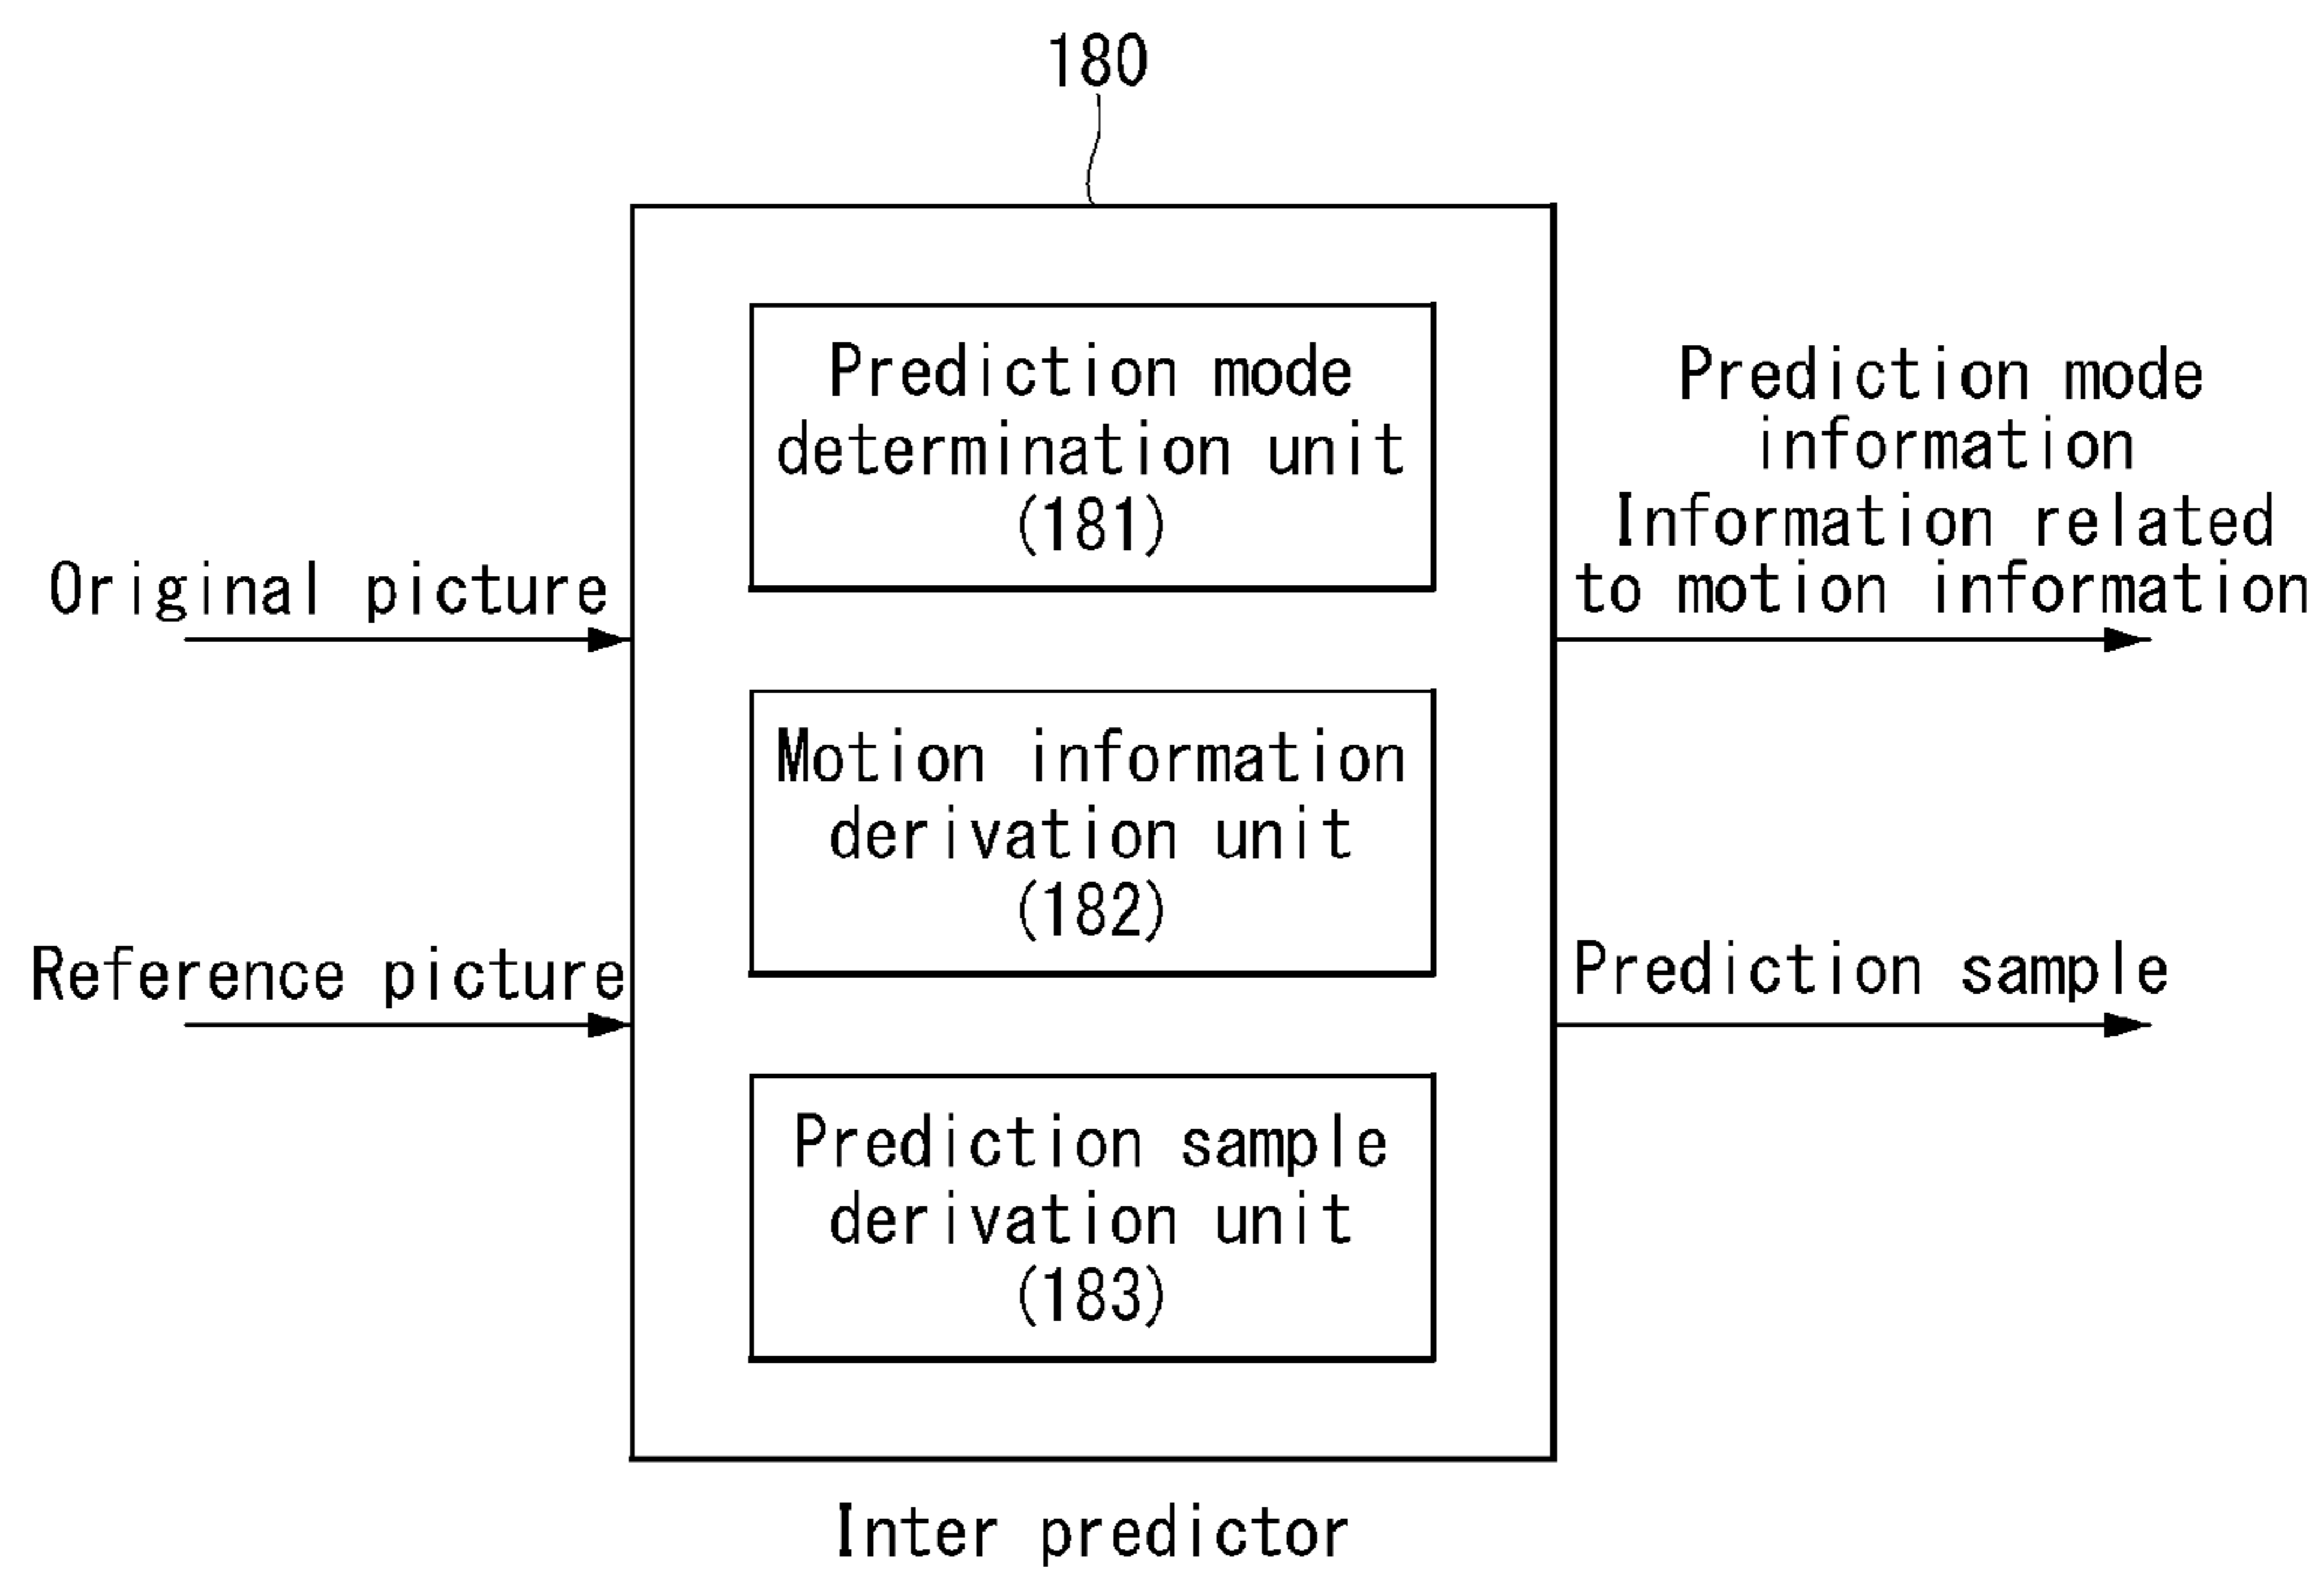 180
Prediction mode
determination unit
(181)
Prediction mode
information
Information related
to motion information
Original picture
Motion information
derivation unit
(182)
Reference picture
Prediction sample
Prediction sample
derivation unit
(183)
Inter predictor